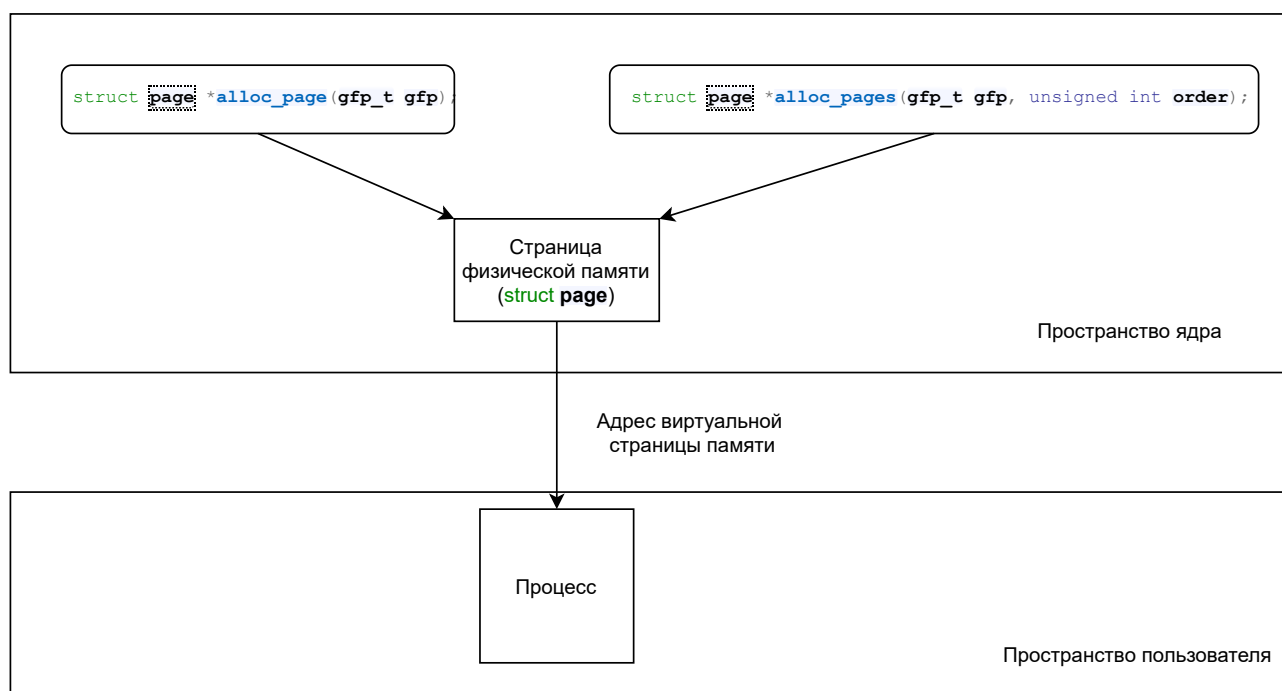 struct page *alloc_page(gfp_t gfp);
struct page *alloc_pages(gfp_t gfp, unsigned int order);
Страница
физической памяти
(struct page)
Пространство ядра
Адрес виртуальной
страницы памяти
Процесс
Пространство пользователя